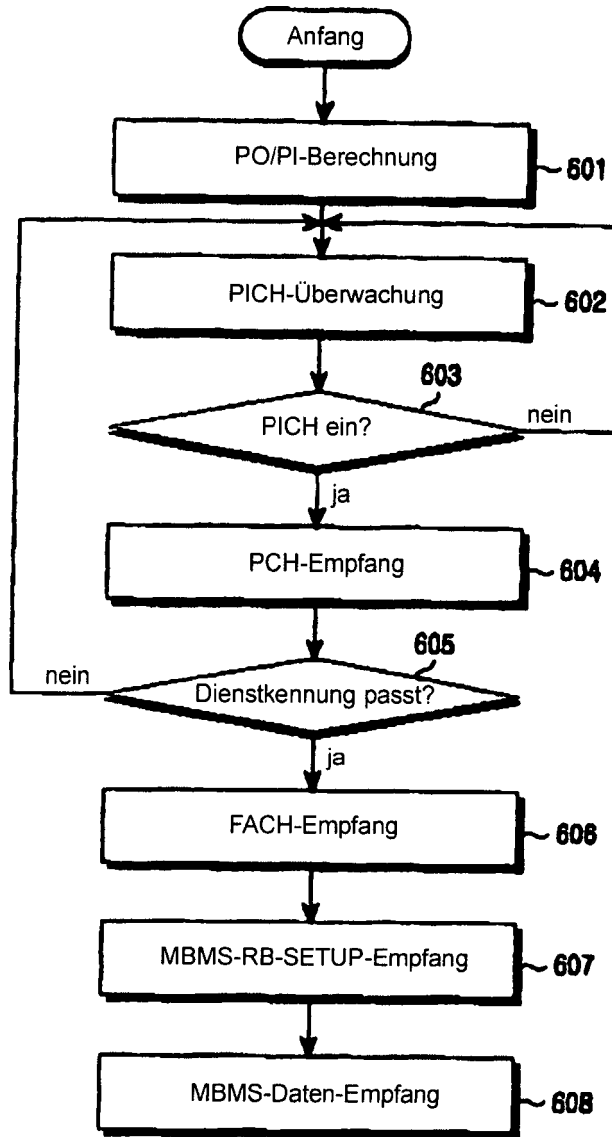 Anfang
PO/PI-Berechnung
601
PICH-Überwachung
602
603
PICH ein?
nein
ja
PCH-Empfang
604
605
nein
Dienstkennung passt?
ja
FACH-Empfang
606
MBMS-RB-SETUP-Empfang
607
MBMS-Daten-Empfang
608